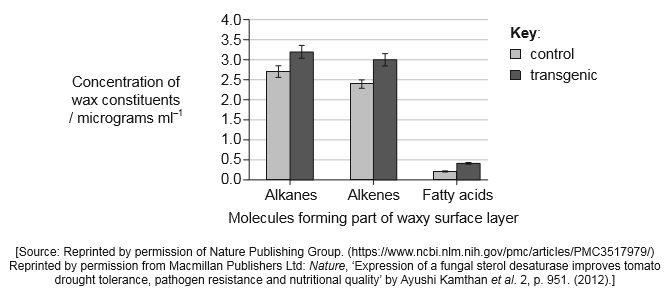 4.0
3.5
3.0
2.5
2.0
1.5
1.0
0.5
0.0
Concentration of
wax constituents
/ micrograms ml–1
Key:
control
transgenic
Alkanes Alkenes Fatty acids
Molecules forming part of waxy surface layer
[Source: Reprinted by permission of Nature Publishing Group. (https://www.ncbi.nlm.nih.gov/pmc/articles/PMC3517979/)
Reprinted by permission from Macmillan Publishers Ltd: Nature, ‘Expression of a fungal sterol desaturase improves tomato
drought tolerance, pathogen resistance and nutritional quality’ by Ayushi Kamthan et al. 2, p. 951. (2012).]